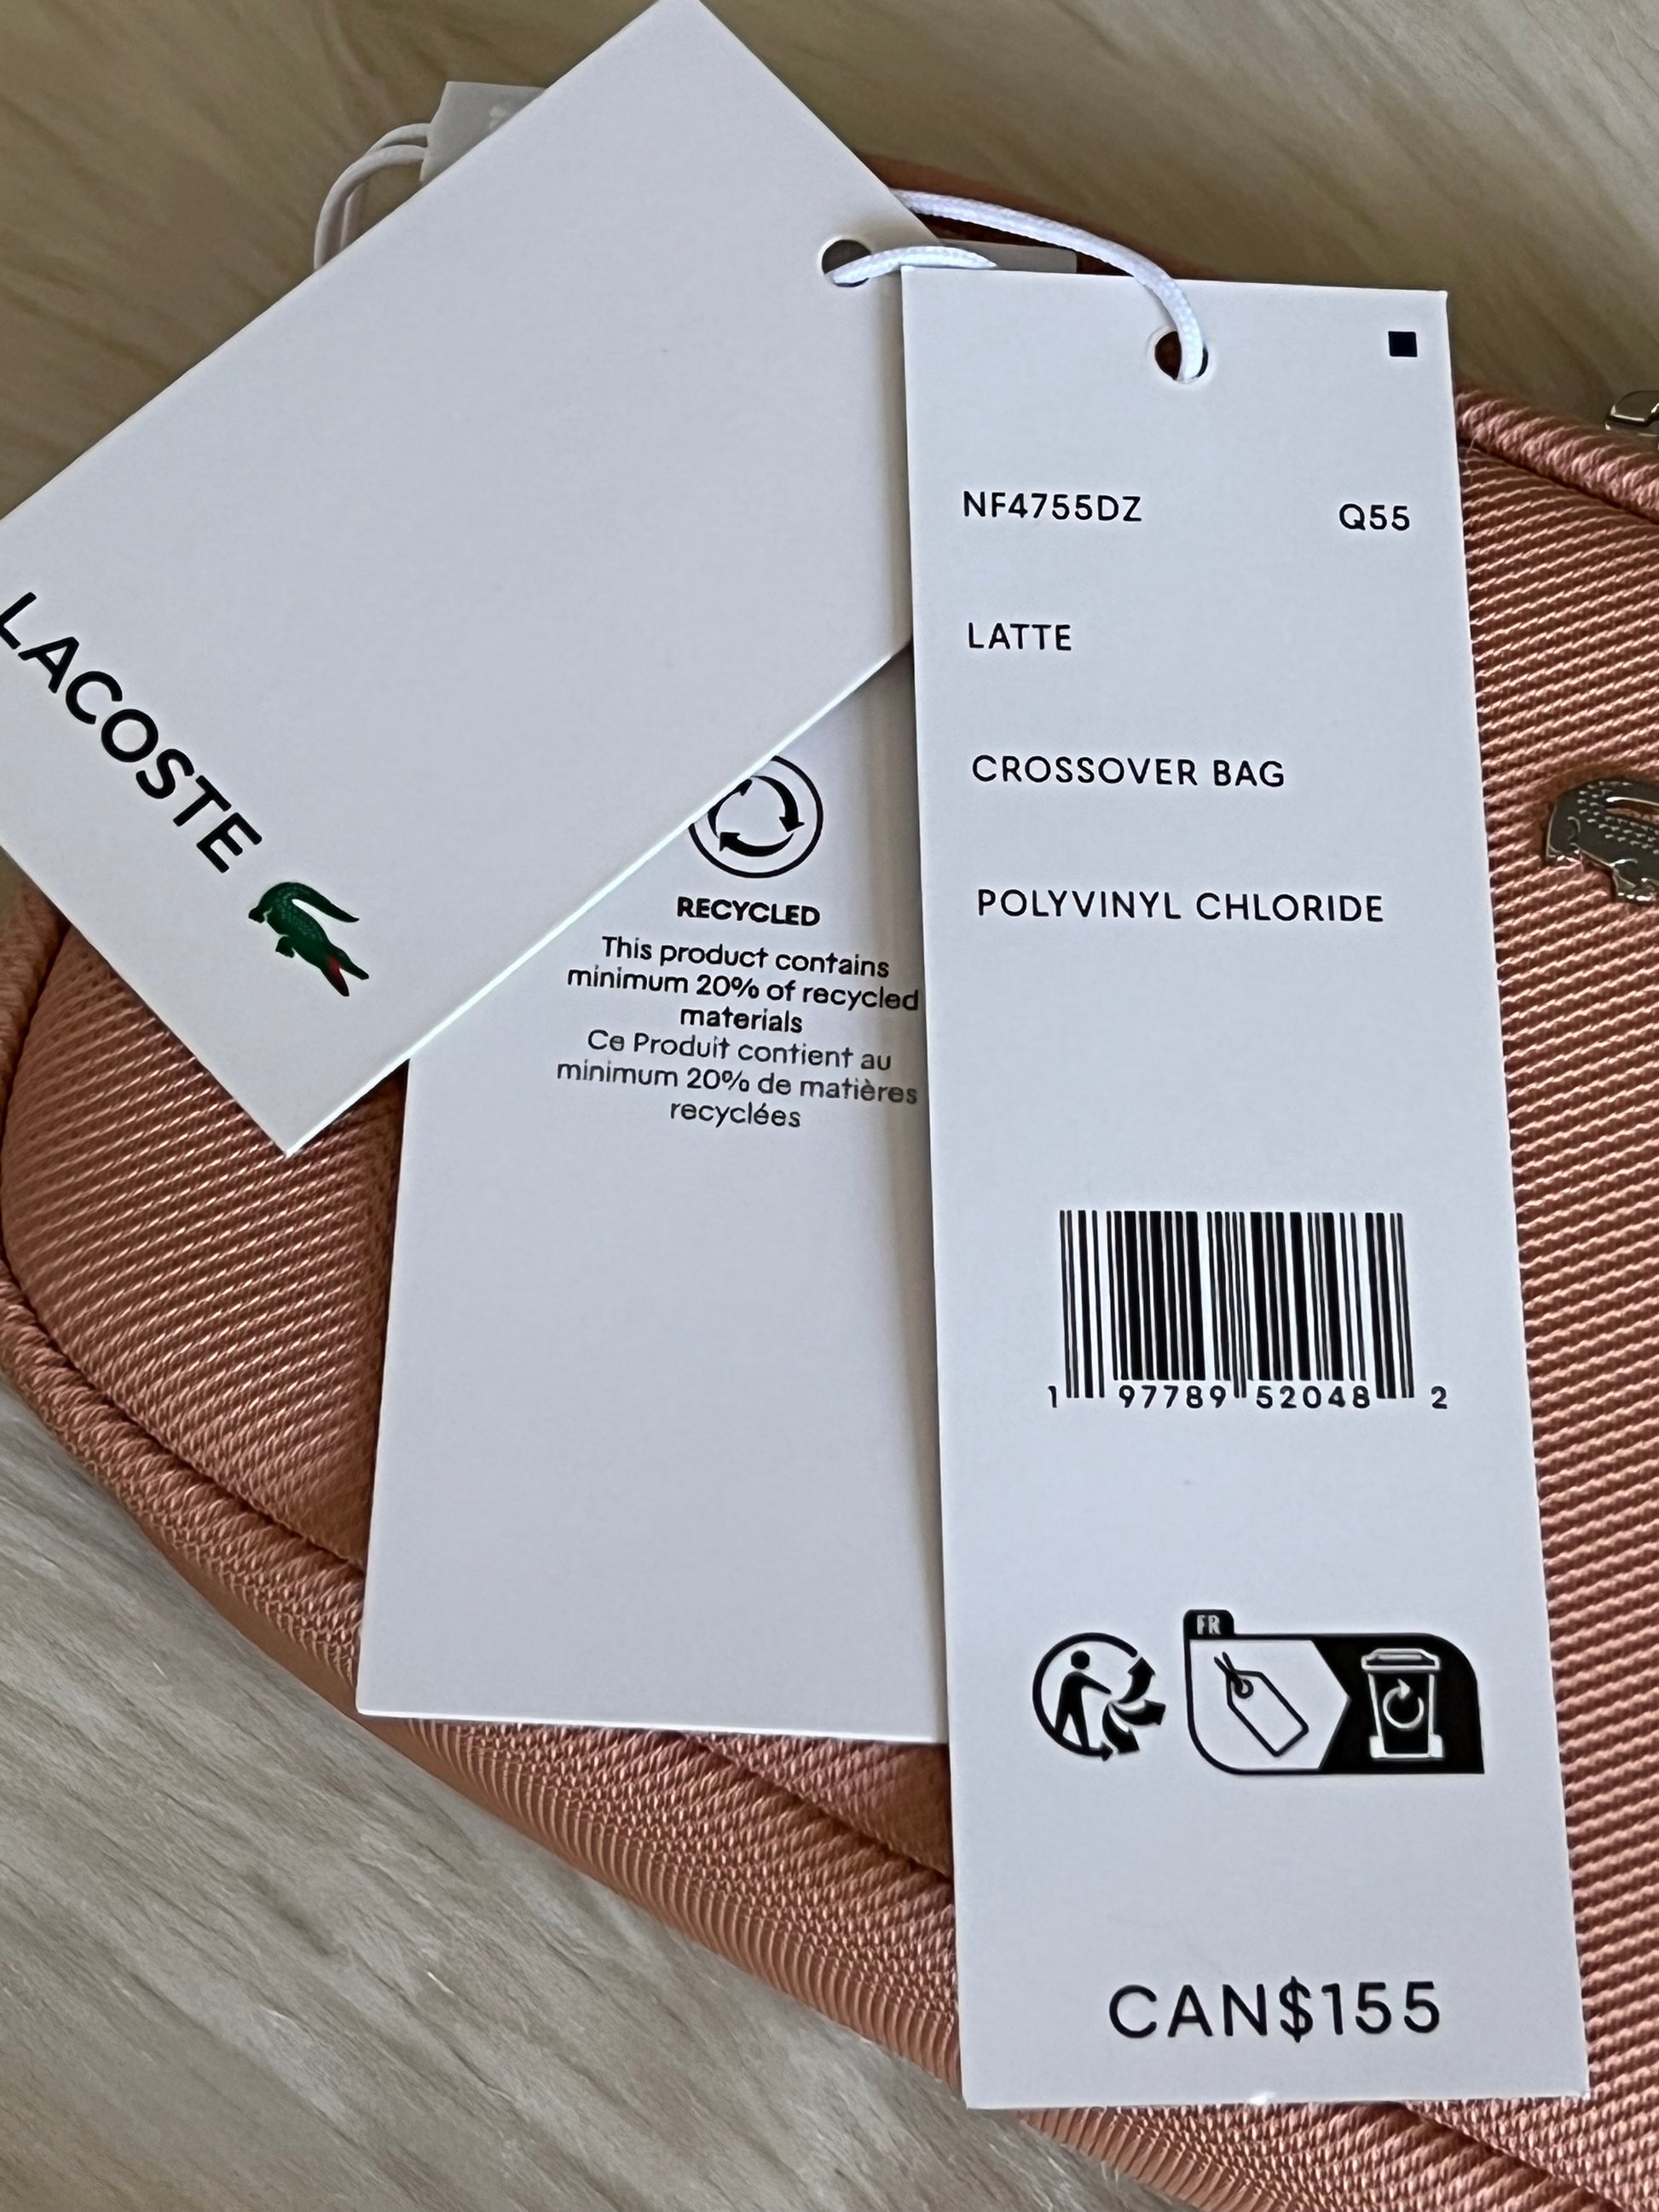 LACOSTE
RECYCLED
This product contains
minimum 20% of recycled
materials
Ce Produit contient au
minimum 20% de matières
recyclées
NF4755DZ Q55
LATTE
CROSSOVER BAG
POLYVINYL CHLORIDE
1 97789 52048 2
FR
CAN$155